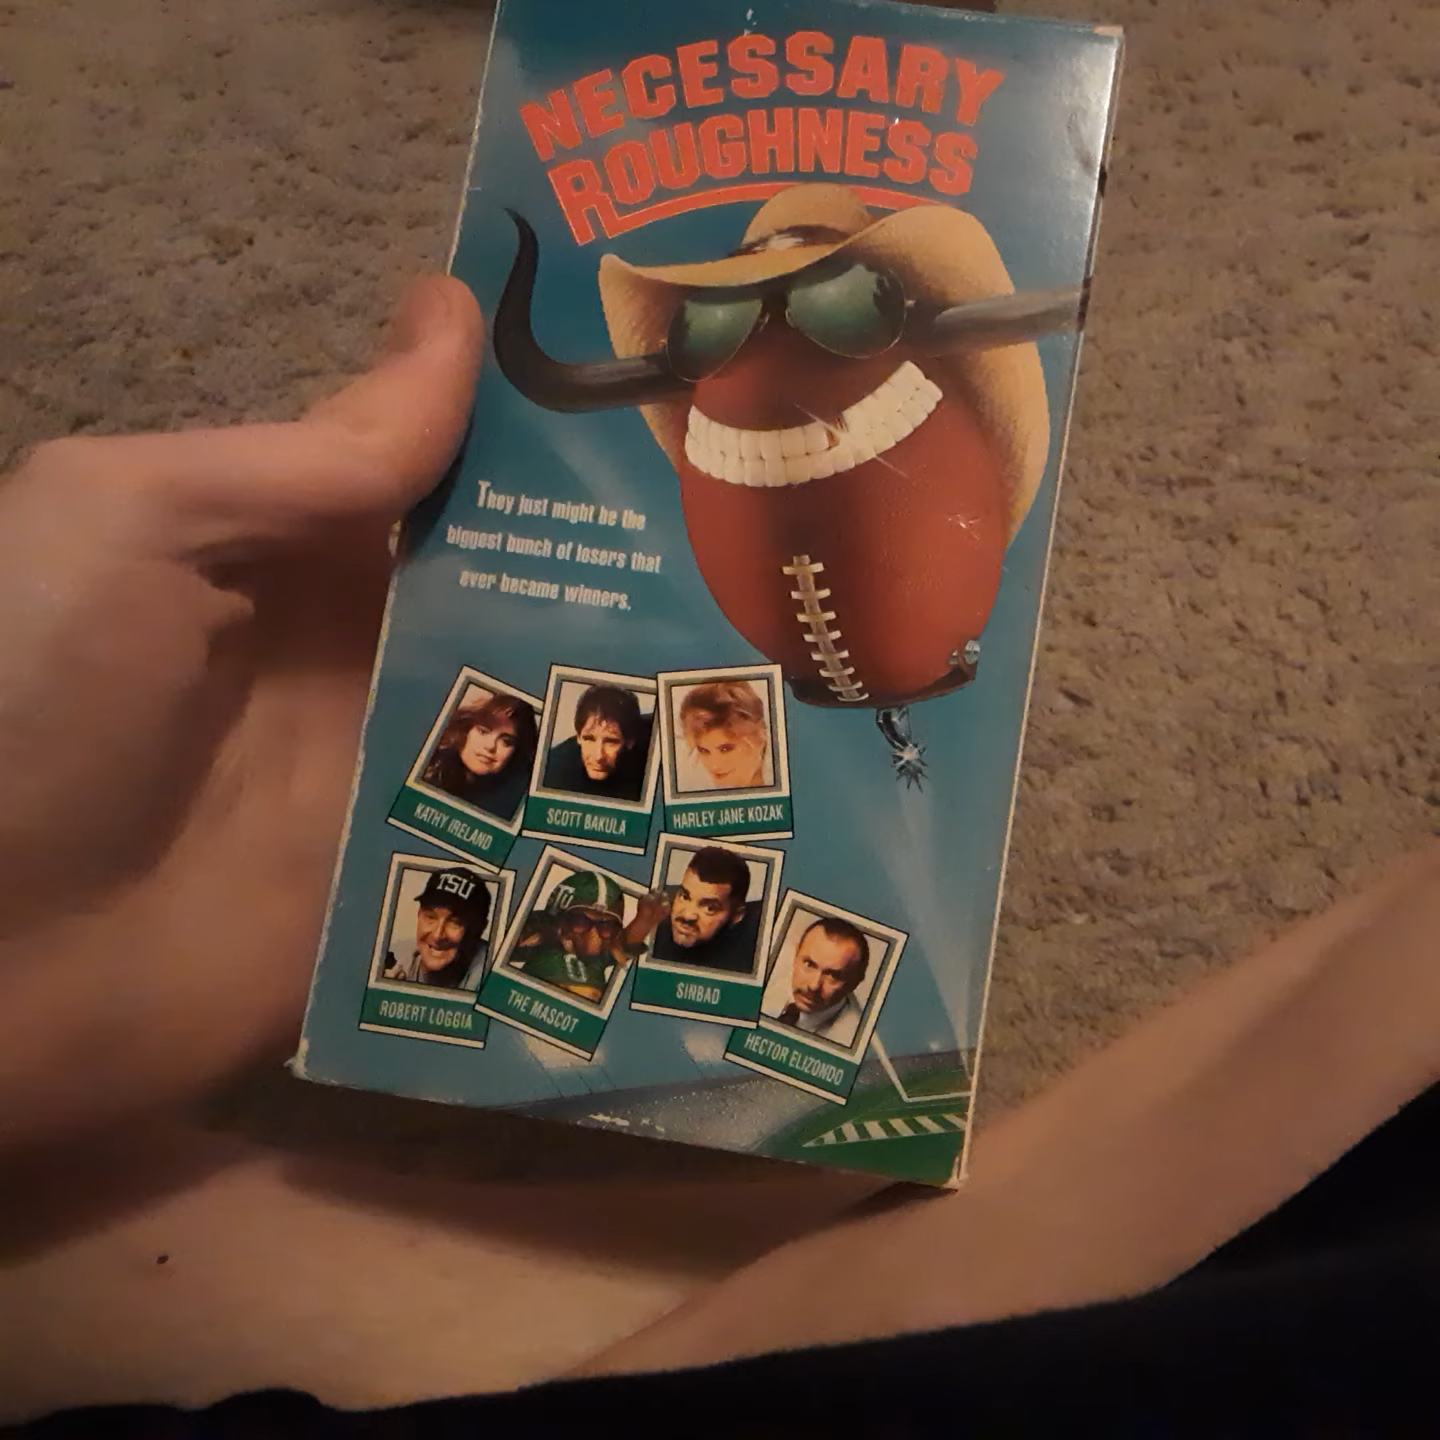 NECESSARY
ROUGHNESS
They just might be the
biggest bunch of losers that
ever became winners.
KATHY IRELAND
SCOTT BAKULA
HARLEY JANE KOZAK
TSU
ROBERT LOGGIA
THE MASCOT
SINBAD
HECTOR ELIZONDO